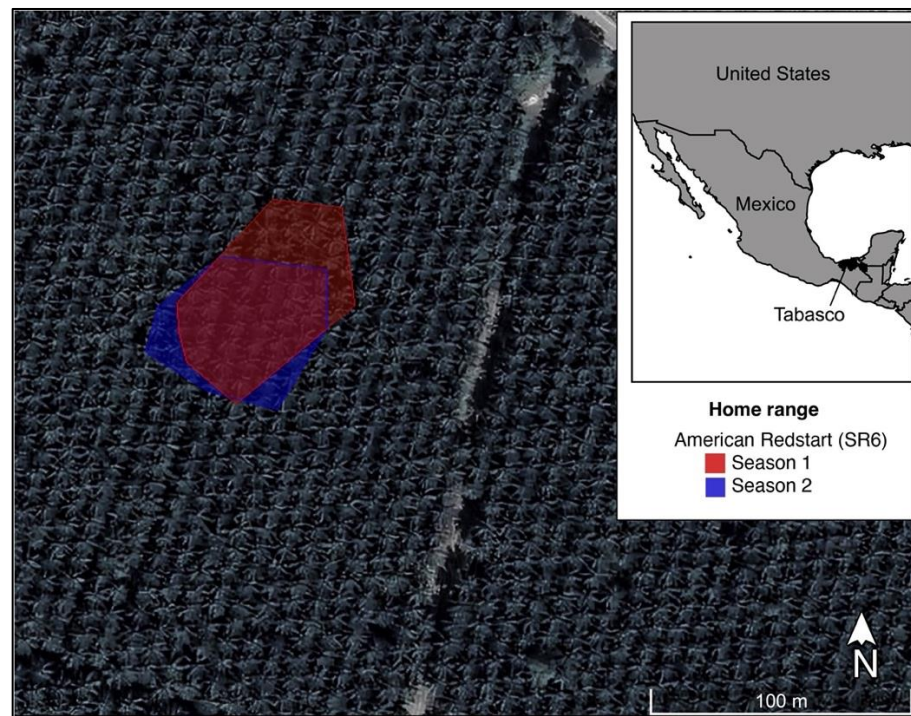 United States
Mexico
Tabasco
Home range
American Redstart (SR6)
Season 1
Season 2
N
100 m